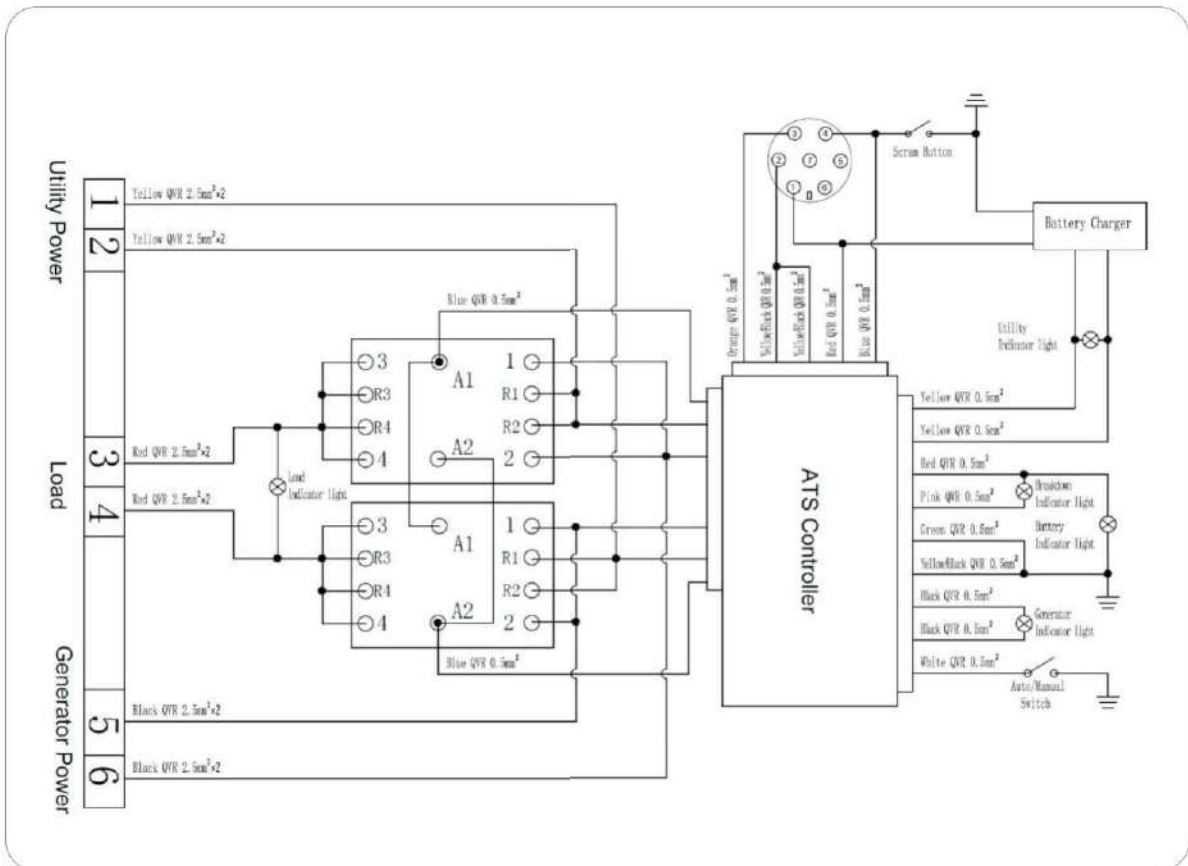 Utility Power
1
2
Load
3
4
Generator Power
5
6
Yellow QVR 2.5mm²×2
Yellow QVR 2.5mm²×2
Red QVR 2.5mm²×2
Red QVR 2.5mm²×2
Black QVR 2.5mm²×2
Black QVR 2.5mm²×2
Blue QVR 0.5mm²
Load
Indicator light
3
R3
R4
4
A1
A2
1
R1
R2
2
3
R3
R4
4
A1
A2
1
R1
R2
2
Blue QVR 0.5mm²
3
4
2
7
5
1
6
Scram Button
Battery Charger
Orange QVR 0.5mm²
Yellow/Black QVR 0.5mm²
Yellow/Black QVR 0.5mm²
Red QVR 0.5mm²
Blue QVR 0.5mm²
ATS Controller
Utility
Indicator light
Yellow QVR 0.5mm²
Yellow QVR 0.5mm²
Red QVR 0.5mm²
Pink QVR 0.5mm²
Breakdown
Indicator light
Green QVR 0.5mm²
Battery
Indicator light
Yellow/Black QVR 0.5mm²
Black QVR 0.5mm²
Black QVR 0.5mm²
Generator
Indicator light
White QVR 0.5mm²
Auto/Manual
Switch